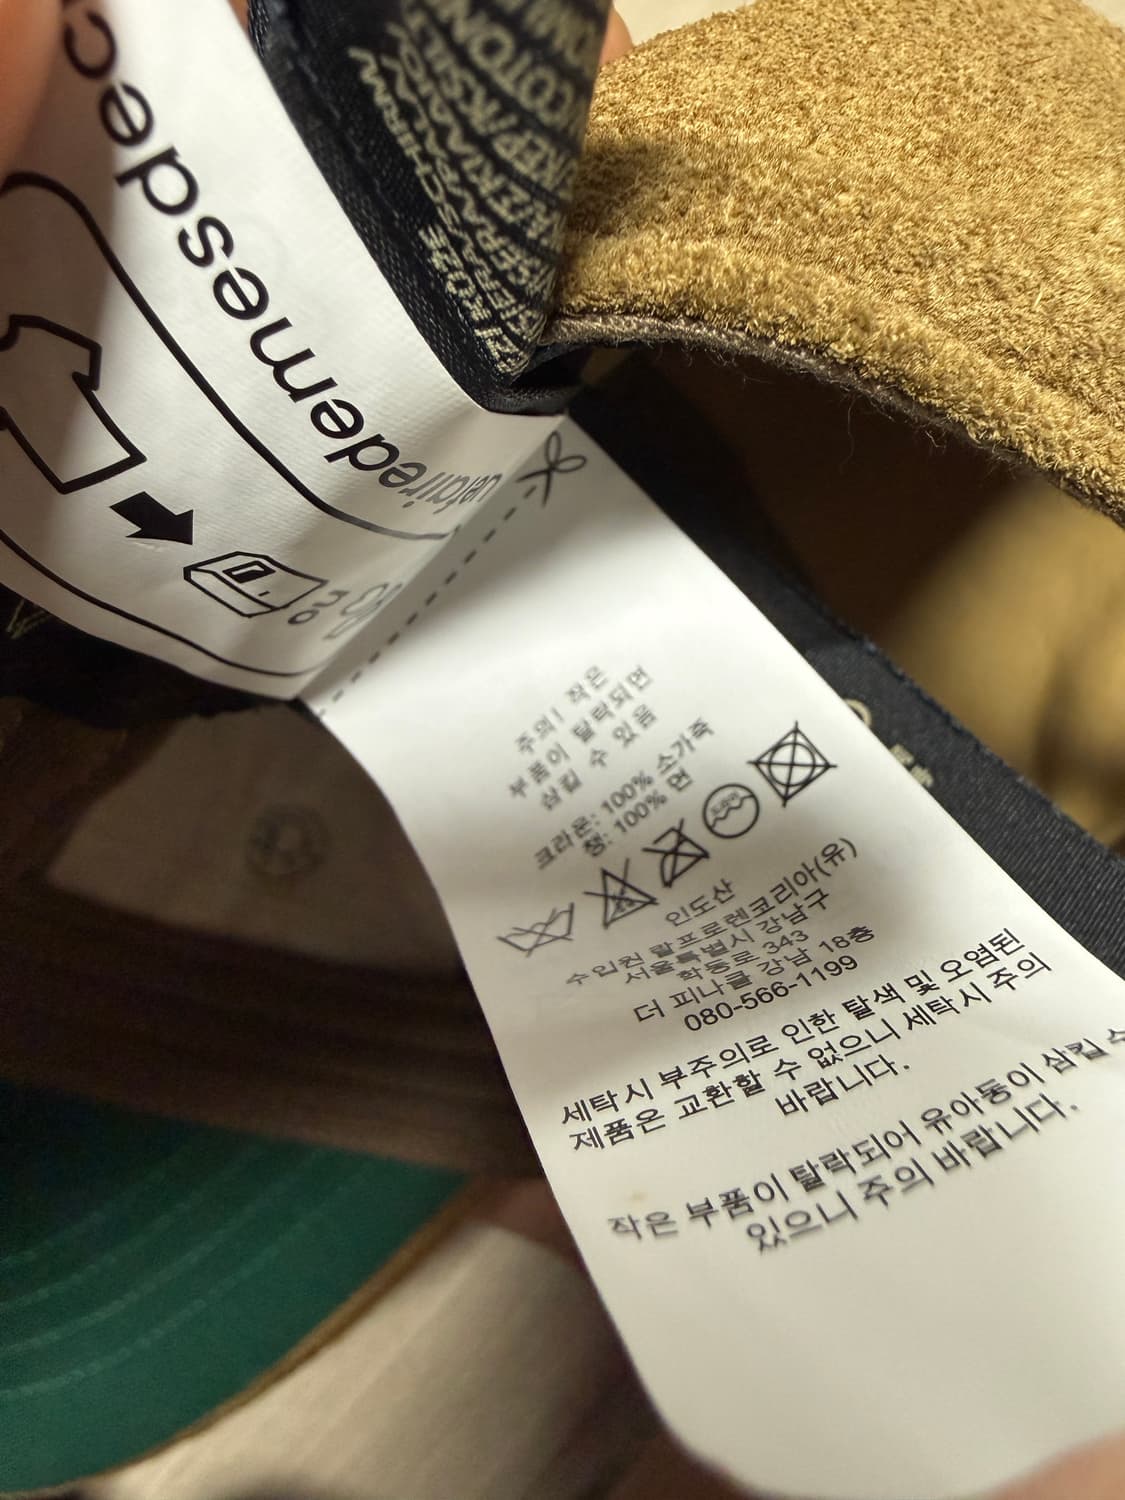 quefairedemesdec
주의! 작은
부품이 탈락되면
삼킬 수 있음
크라운: 100% 소가죽
챙: 100% 면
인도산
수입원 랄프로렌코리아(유)
서울특별시 강남구
학동로 343
더 피나클 강남 18층
080-566-1199
세탁시 부주의로 인한 탈색 및 오염된
제품은 교환할 수 없으니 세탁시 주의
바랍니다.
작은 부품이 탈락되어 유아동이 삼킬 수
있으니 주의 바랍니다.